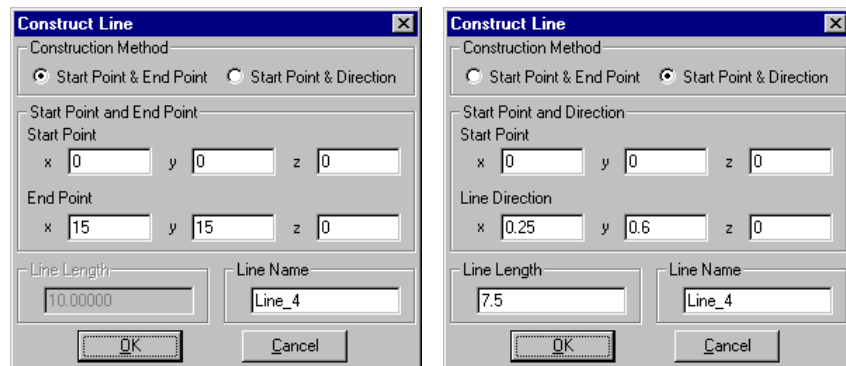 Construct Line
Construction Method
Start Point & End Point Start Point & Direction
Start Point and End Point
Start Point
x 0 y 0 z 0
End Point
x 15 y 15 z 0
Line Length Line Name
10.00000 Line_4
OK Cancel
Construct Line
Construction Method
Start Point & End Point Start Point & Direction
Start Point and Direction
Start Point
x 0 y 0 z 0
Line Direction
x 0.25 y 0.6 z 0
Line Length Line Name
7.5 Line_4
OK Cancel